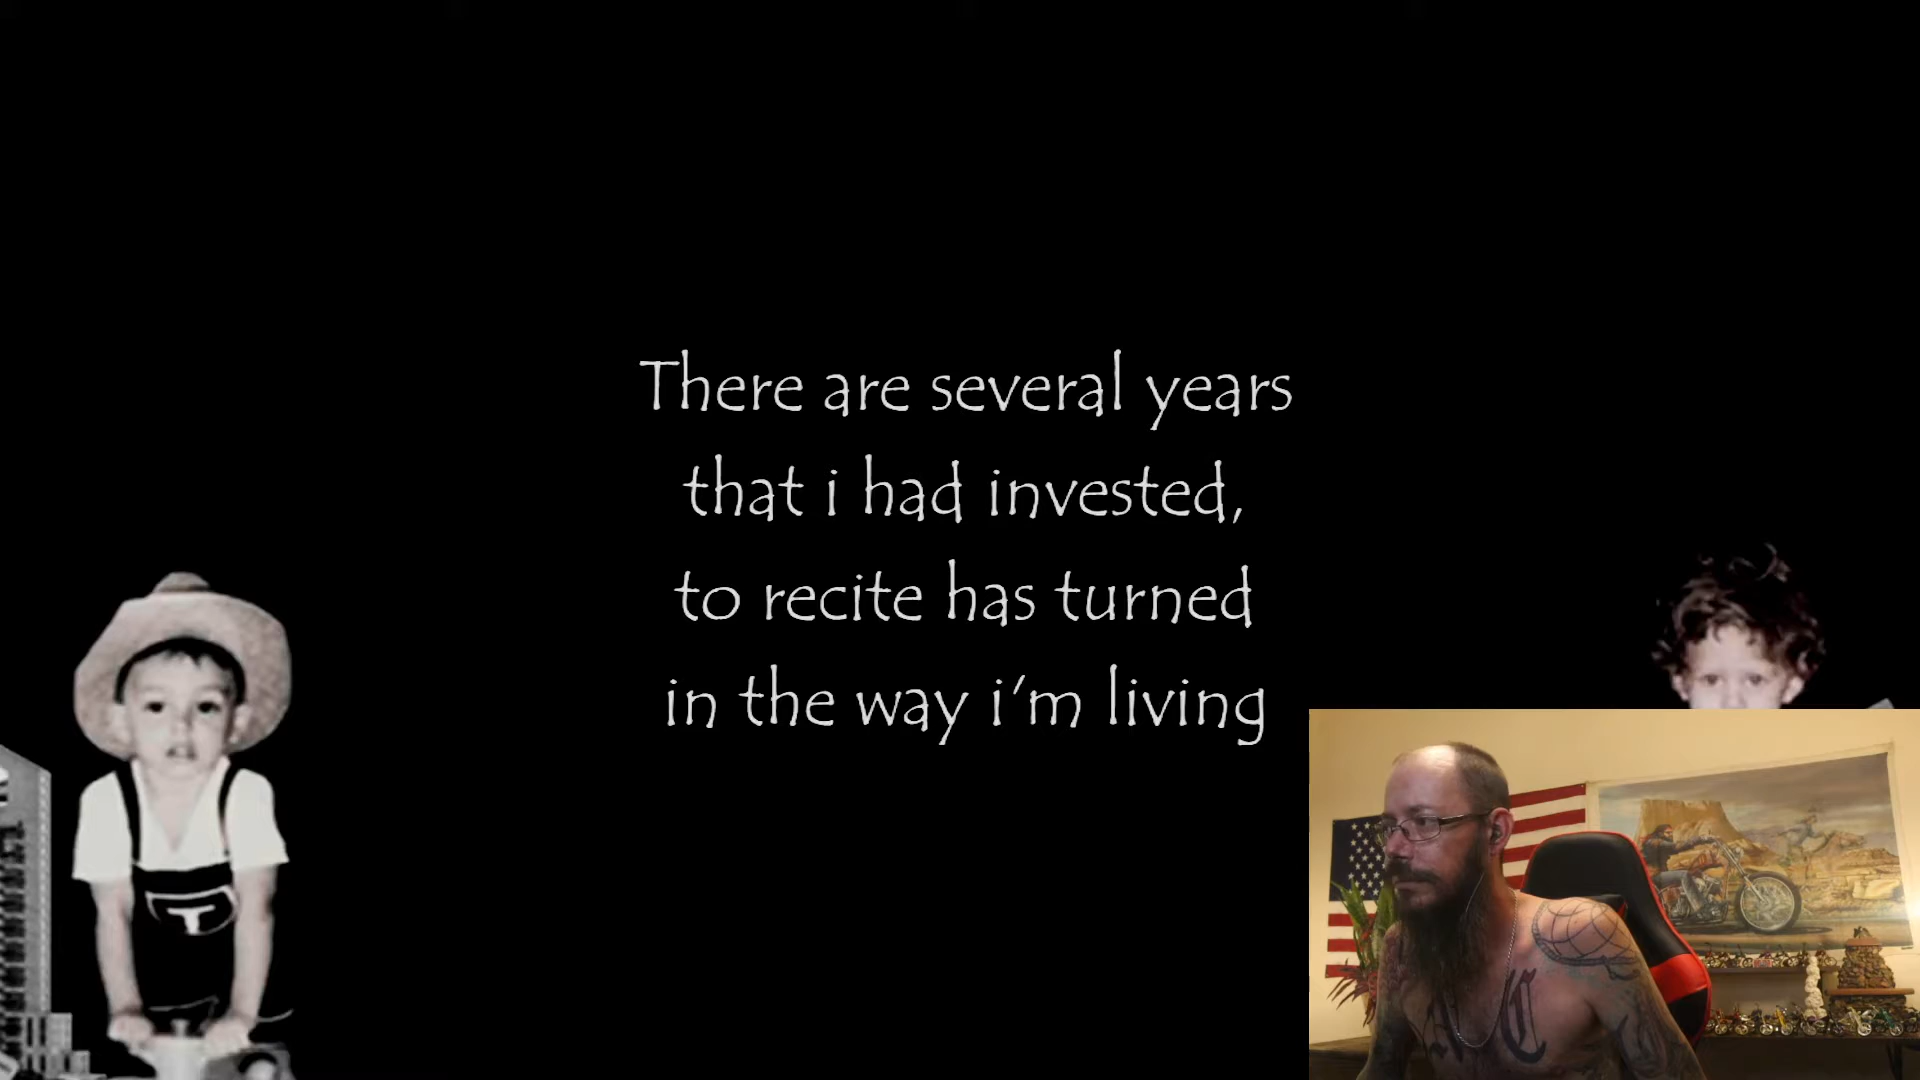 There are several years
that i had invested,
to recite has turned
in the way i'm living